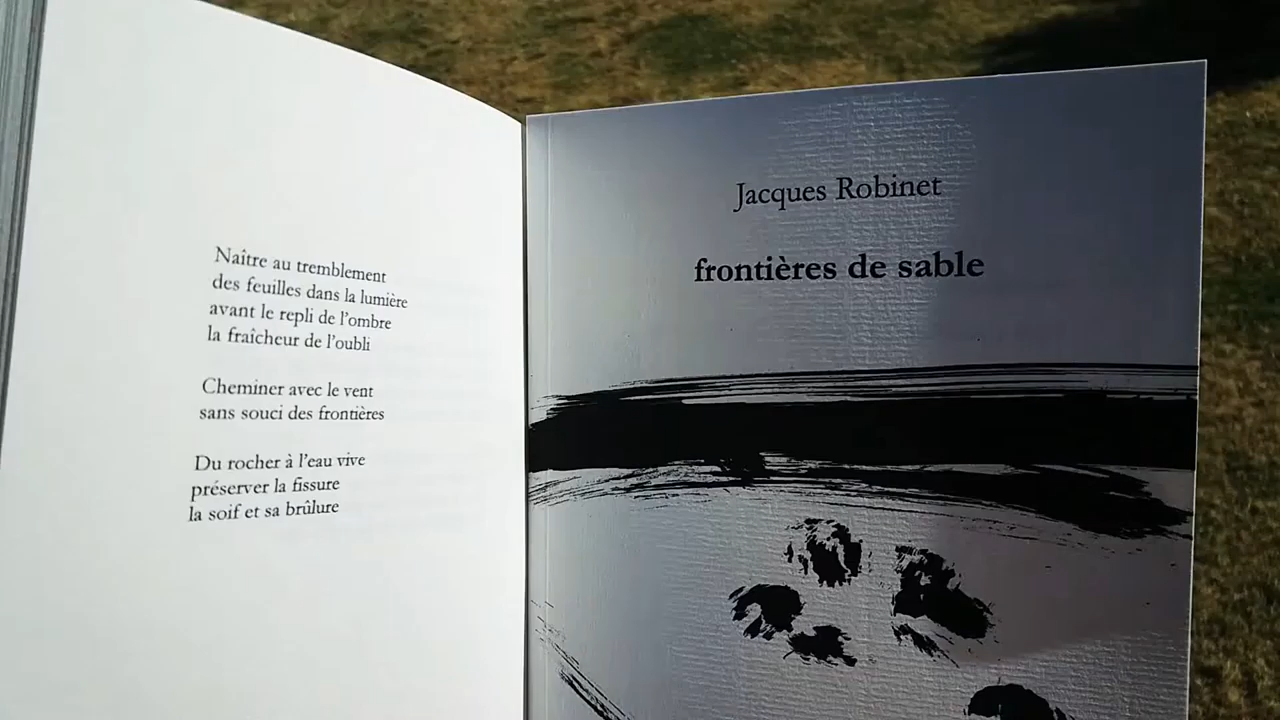 Naître au tremblement
des feuilles dans la lumière
avant le repli de l'ombre
la fraîcheur de l'oubli
Cheminer avec le vent
sans souci des frontières
Du rocher à l'eau vive
préserver la fissure
la soif et sa brûlure
Jacques Robinet
frontières de sable